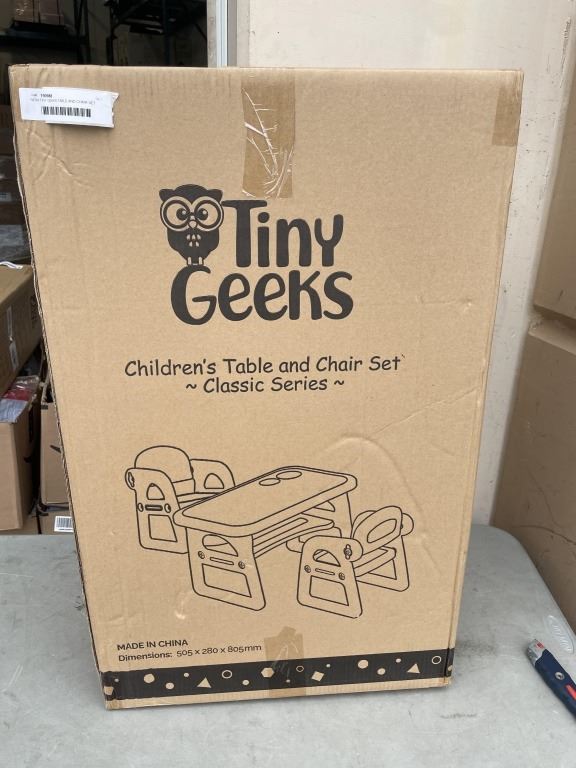 Tiny
Geeks
Children's Table and Chair Set
~ Classic Series ~
MADE IN CHINA
Dimensions: 505 x 280 x 805mm